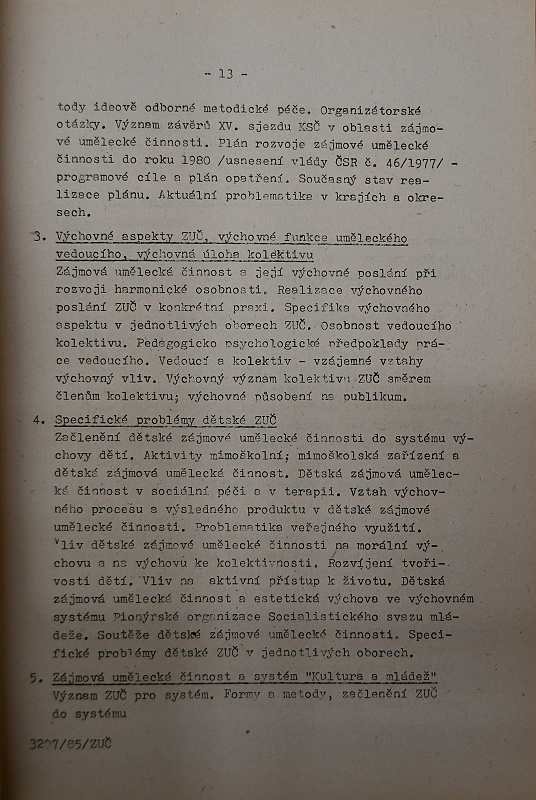 - 13 -
tody ideově odborné metodické péče. Organizátorské
otázky. Význam závěrů XV. sjezdu KSČ v oblasti zájmo-
vé umělecké činnosti. Plán rozvoje zájmové umělecké
činnosti do roku 1980 /usnesení vlády ČSR č. 46/1977/ -
programové cíle a plán opatření. Současný stav rea-
lizace plánu. Aktuální problematika v krajích a okre-
sech.
3. Výchovné aspekty ZUČ, výchovné funkce uměleckého
vedoucího, výchovná úloha kolektivu
Zájmová umělecká činnost a její výchovné poslání při
rozvoji harmonické osobnosti. Realizace výchovného
poslání ZUČ v konkrétní praxi. Specifika výchovného
aspektu v jednotlivých oborech ZUČ. Osobnost vedoucího
kolektivu. Pedagogicko psychologické předpoklady prá-
ce vedoucího. Vedoucí a kolektiv - vzájemné vztahy
výchovný vliv. Výchovný význam kolektivu ZUČ směrem
členům kolektivu; výchovné působení na publikum.
4. Specifické problémy dětské ZUČ
Začlenění dětské zájmové umělecké činnosti do systému vý-
chovy dětí. Aktivity mimoškolní; mimoškolská zařízení a
dětská zájmová umělecká činnost. Dětská zájmová umělec-
ká činnost v sociální péči a v terapii. Vztah výchov-
ného procesu a výsledného produktu v dětské zájmové
umělecké činnosti. Problematika veřejného využití.
Vliv dětské zájmové umělecké činnosti na morální vý-
chovu a na výchovu ke kolektivnosti. Rozvíjení tvoři-
vosti dětí. Vliv na aktivní přístup k životu. Dětská
zájmová umělecká činnost a estetická výchova ve výchovném
systému Pionýrské organizace Socialistického svazu mlá-
deže. Soutěže dětské zájmové umělecké činnosti. Speci-
fické problémy dětské ZUČ v jednotlivých oborech.
5. Zájmová umělecká činnost a systém "Kultura a mládež"
Význam ZUČ pro systém. Formy a metody, začlenění ZUČ
do systému
3207/85/ZUČ